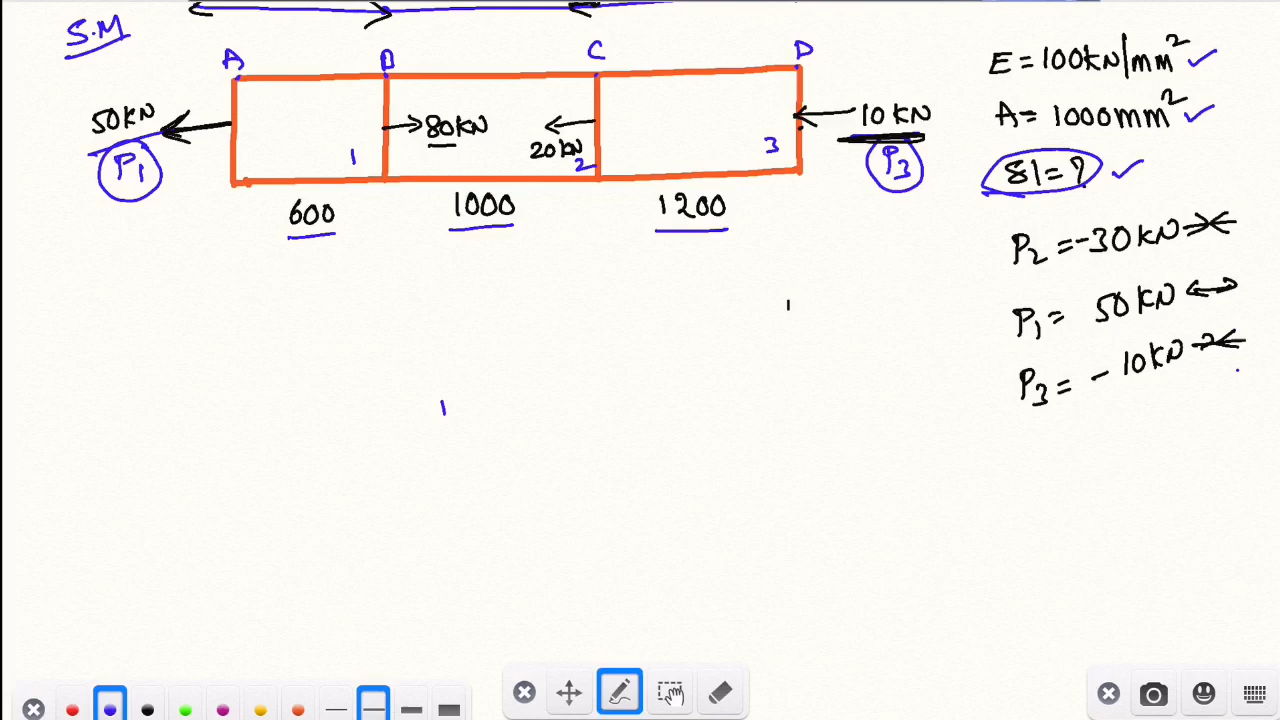 S.M
A B C D
50KN 80KN 20KN 10KN
P1 1 2 3 P3
600 1000 1200
E = 100KN/mm²
A = 1000mm²
δl = ?
P2 = -30KN
P1 = 50KN
P3 = -10KN